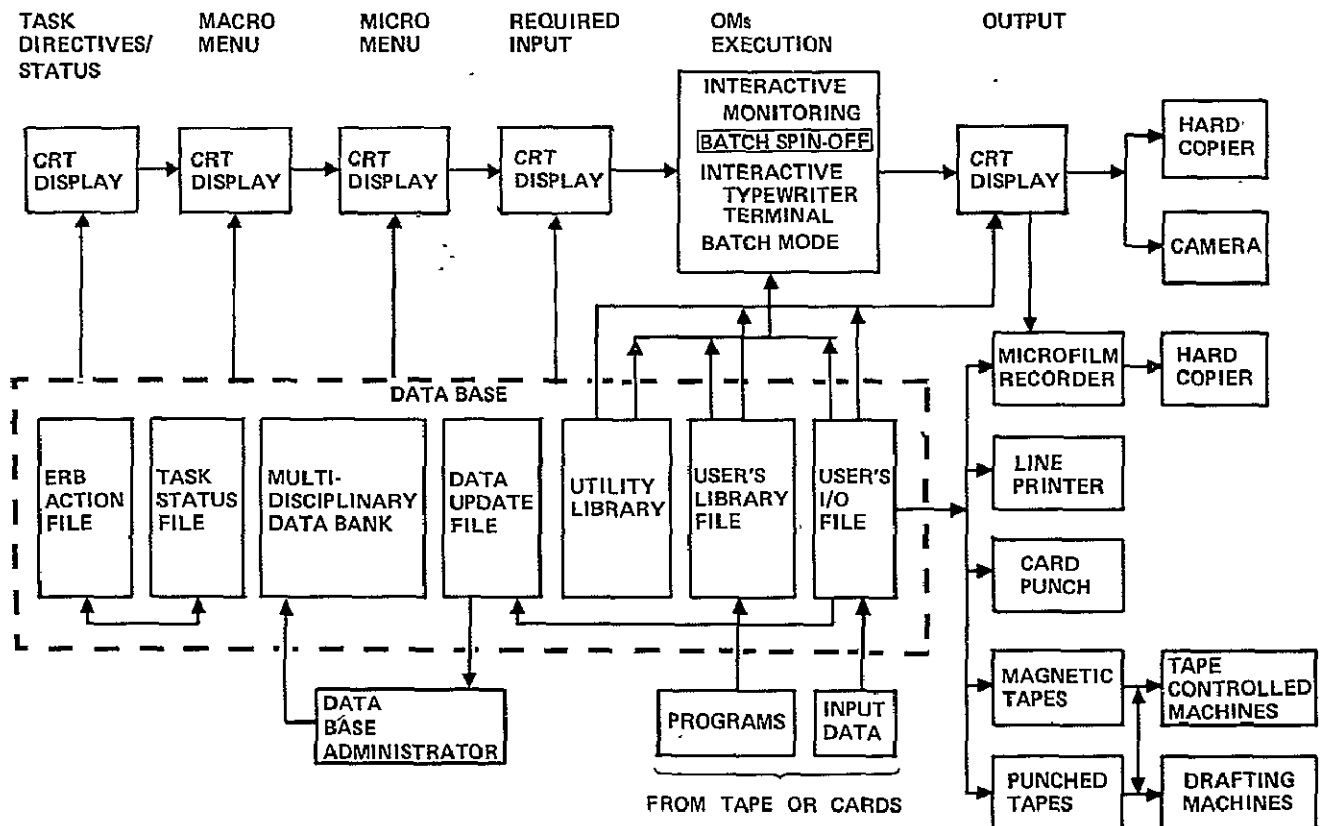 TASK
DIRECTIVES/
STATUS
MACRO
MENU
MICRO
MENU
REQUIRED
INPUT
OMs
EXECUTION
OUTPUT
CRT
DISPLAY
CRT
DISPLAY
CRT
DISPLAY
CRT
DISPLAY
INTERACTIVE
MONITORING
BATCH SPIN-OFF
INTERACTIVE
TYPEWRITER
TERMINAL
BATCH MODE
CRT
DISPLAY
HARD
COPIER
CAMERA
MICROFILM
RECORDER
HARD
COPIER
DATA BASE
ERB
ACTION
FILE
TASK
STATUS
FILE
MULTI-
DISCIPLINARY
DATA BANK
DATA
UPDATE
FILE
UTILITY
LIBRARY
USER'S
LIBRARY
FILE
USER'S
I/O
FILE
LINE
PRINTER
CARD
PUNCH
MAGNETIC
TAPES
TAPE
CONTROLLED
MACHINES
DATA
BASE
ADMINISTRATOR
PROGRAMS
INPUT
DATA
FROM TAPE OR CARDS
PUNCHED
TAPES
DRAFTING
MACHINES